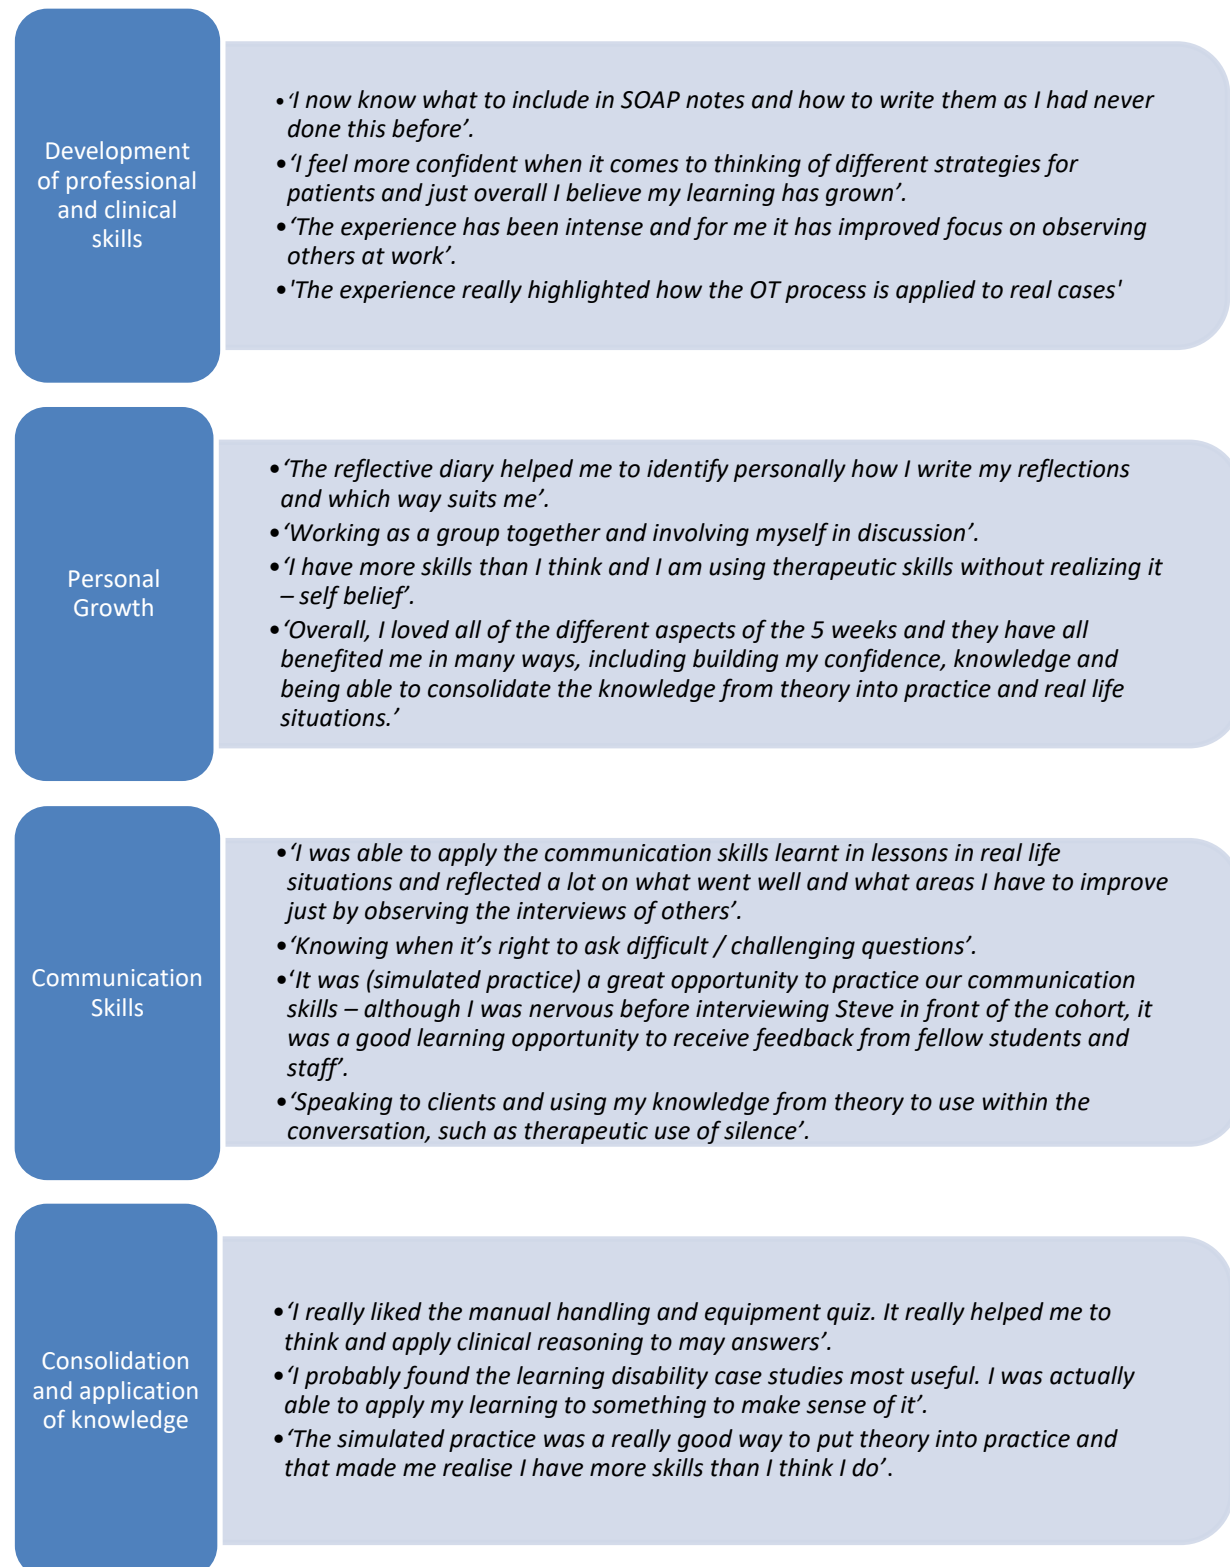 Development
of professional
and clinical
skills
• ‘I now know what to include in SOAP notes and how to write them as I had never
done this before’.
•‘I feel more confident when it comes to thinking of different strategies for
patients and just overall I believe my learning has grown’.
•‘The experience has been intense and for me it has improved focus on observing
others at work’.
•'The experience really highlighted how the OT process is applied to real cases'
Personal
Growth
•‘The reflective diary helped me to identify personally how I write my reflections
and which way suits me’.
•‘Working as a group together and involving myself in discussion’.
•‘I have more skills than I think and I am using therapeutic skills without realizing it
– self belief’.
•‘Overall, I loved all of the different aspects of the 5 weeks and they have all
benefited me in many ways, including building my confidence, knowledge and
being able to consolidate the knowledge from theory into practice and real life
situations.’
Communication
Skills
•‘I was able to apply the communication skills learnt in lessons in real life
situations and reflected a lot on what went well and what areas I have to improve
just by observing the interviews of others’.
•‘Knowing when it’s right to ask difficult / challenging questions’.
•‘It was (simulated practice) a great opportunity to practice our communication
skills – although I was nervous before interviewing Steve in front of the cohort, it
was a good learning opportunity to receive feedback from fellow students and
staff’.
•‘Speaking to clients and using my knowledge from theory to use within the
conversation, such as therapeutic use of silence’.
Consolidation
and application
of knowledge
•‘I really liked the manual handling and equipment quiz. It really helped me to
think and apply clinical reasoning to may answers’.
•‘I probably found the learning disability case studies most useful. I was actually
able to apply my learning to something to make sense of it’.
•‘The simulated practice was a really good way to put theory into practice and
that made me realise I have more skills than I think I do’.